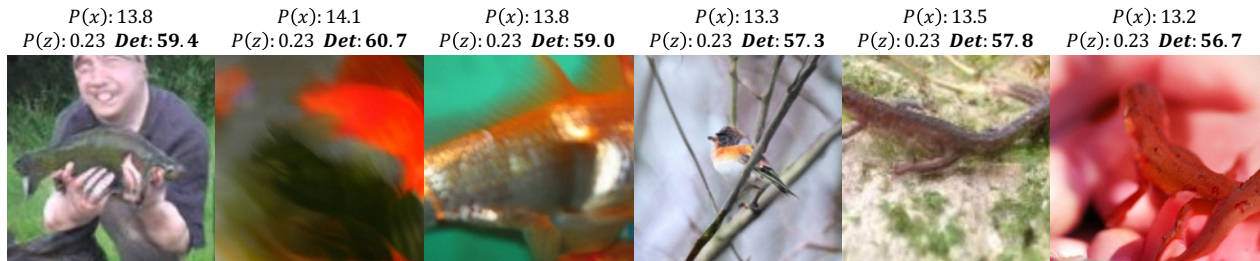 P(x): 13.8
P(z): 0.23 Det: 59.4
P(x): 14.1
P(z): 0.23 Det: 60.7
P(x): 13.8
P(z): 0.23 Det: 59.0
P(x): 13.3
P(z): 0.23 Det: 57.3
P(x): 13.5
P(z): 0.23 Det: 57.8
P(x): 13.2
P(z): 0.23 Det: 56.7